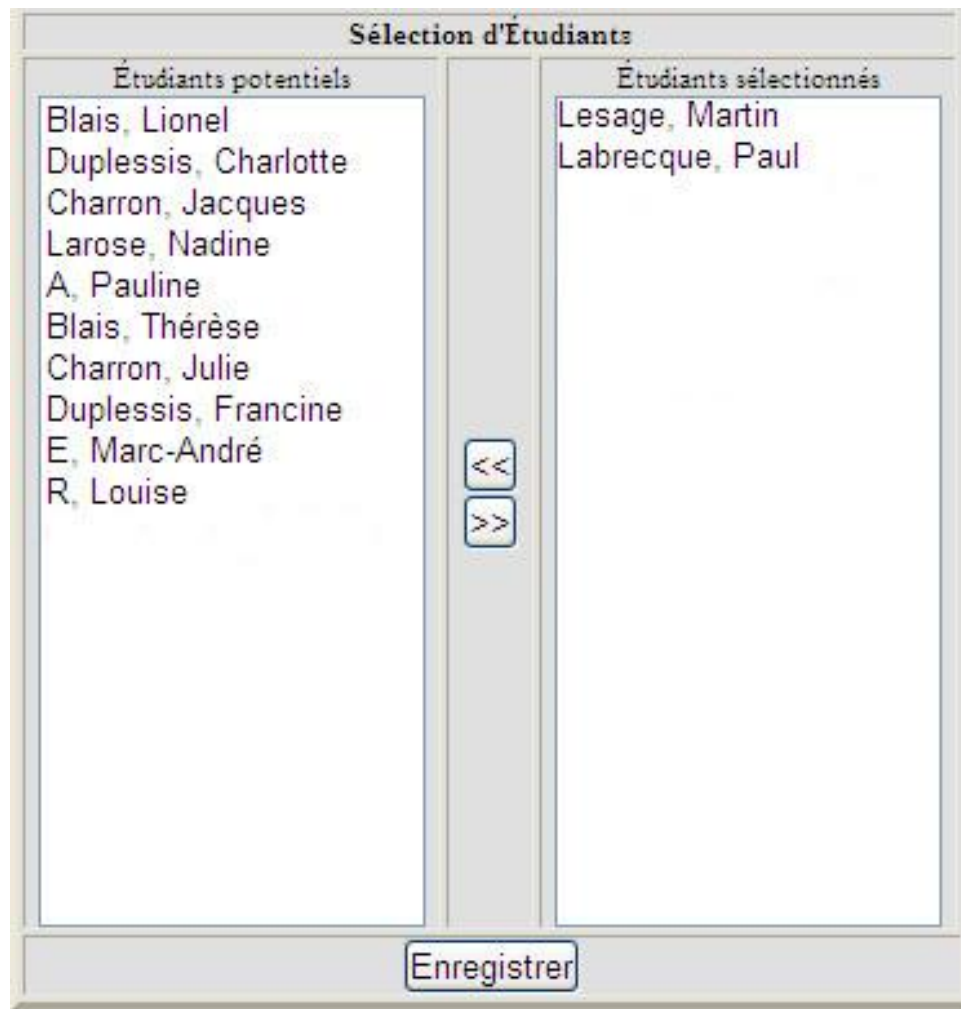 Sélection d'Étudiants
Étudiants potentiels
Blais, Lionel
Duplessis, Charlotte
Charron, Jacques
Larose, Nadine
A, Pauline
Blais, Thérèse
Charron, Julie
Duplessis, Francine
E, Marc-André
R, Louise
<<
>>
Étudiants sélectionnés
Lesage, Martin
Labrecque, Paul
Enregistrer